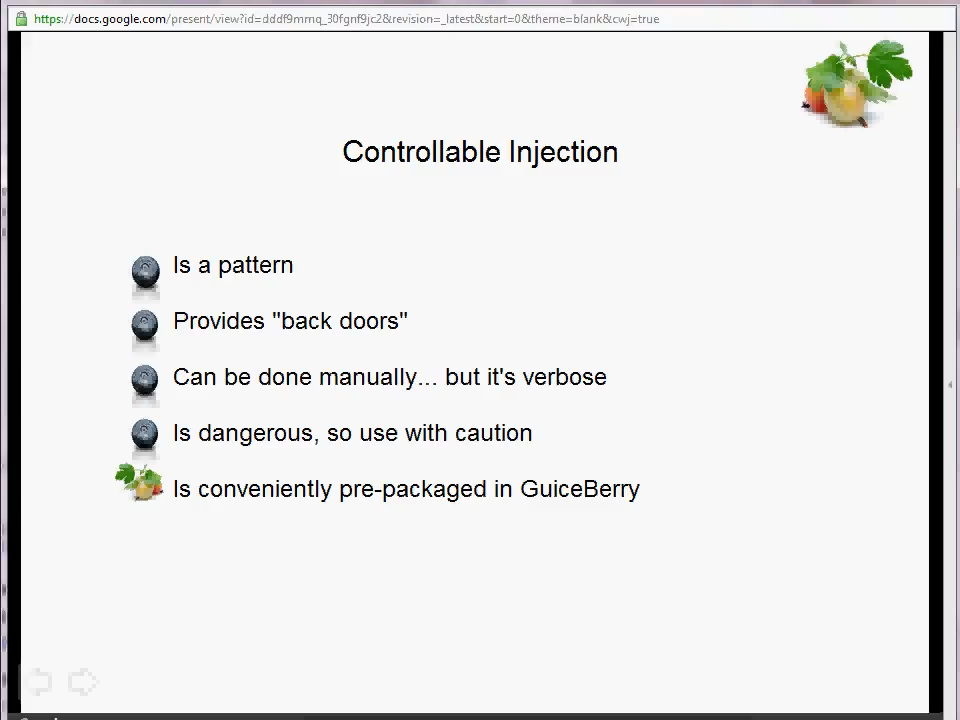 https://docs.google.com/present/view?id=dddf9mmq_30fgnf9jc2&revision=_latest&start=0&theme=blank&cwj=true
Controllable Injection
Is a pattern
Provides "back doors"
Can be done manually... but it's verbose
Is dangerous, so use with caution
Is conveniently pre-packaged in GuiceBerry